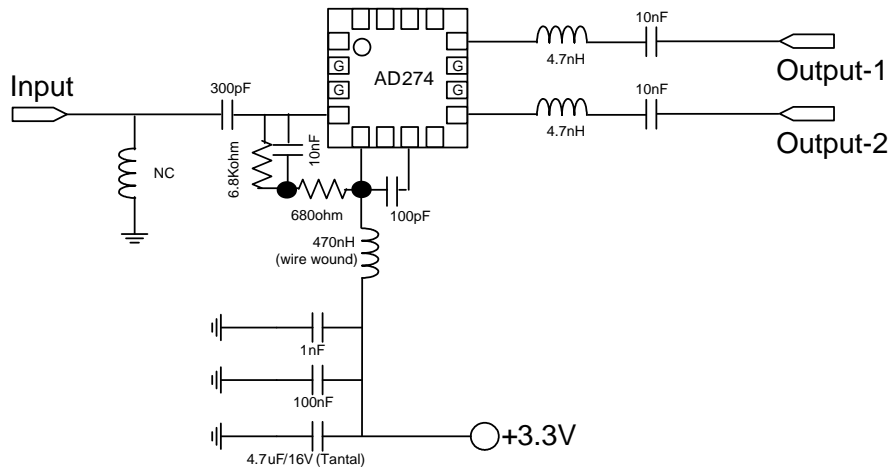 AD274
G
G
G
G
10nF
4.7nH
Output-1
10nF
4.7nH
Output-2
Input
300pF
NC
6.8Kohm
10nF
680ohm
100pF
470nH
(wire wound)
1nF
100nF
4.7uF/16V (Tantal)
+3.3V